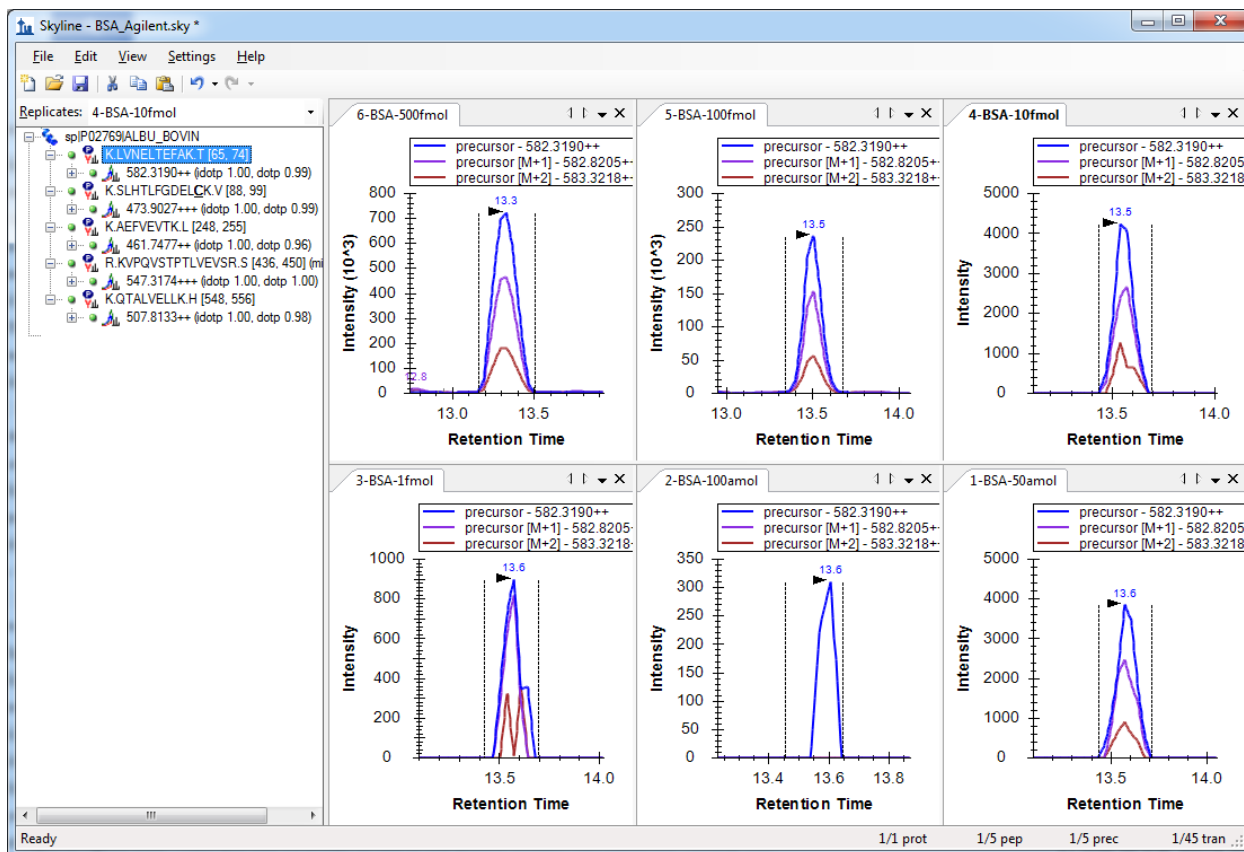 Skyline - BSA_Agilent.sky *
File Edit View Settings Help
Replicates: 4-BSA-10fmol
sp|P02769|ALBU_BOVIN
K.LVNELTEFAK.T [65, 74]
582.3190++ (idotp 1.00, dotp 0.99)
K.SLHTLFGDELCK.V [88, 99]
473.9027+++ (idotp 1.00, dotp 0.99)
K.AEFVEVTK.L [248, 255]
461.7477++ (idotp 1.00, dotp 0.96)
R.KVPQVSTPTLVEVSR.S [436, 450] (mi
547.3174+++ (idotp 1.00, dotp 1.00)
K.QTALVELLK.H [548, 556]
507.8133++ (idotp 1.00, dotp 0.98)
6-BSA-500fmol
precursor - 582.3190++
precursor [M+1] - 582.8205+
precursor [M+2] - 583.3218+
800
700
600
500
400
300
200
100
0
Intensity (10^3)
13.3
12.8
13.0 13.5
Retention Time
5-BSA-100fmol
precursor - 582.3190++
precursor [M+1] - 582.8205+
precursor [M+2] - 583.3218+
300
250
200
150
100
50
0
Intensity (10^3)
13.5
13.0 13.5 14.0
Retention Time
4-BSA-10fmol
precursor - 582.3190++
precursor [M+1] - 582.8205
precursor [M+2] - 583.3218
5000
4000
3000
2000
1000
0
Intensity
13.5
13.5 14.0
Retention Time
3-BSA-1fmol
precursor - 582.3190++
precursor [M+1] - 582.8205
precursor [M+2] - 583.3218
1000
800
600
400
200
0
Intensity
13.6
13.5 14.0
Retention Time
2-BSA-100amol
precursor - 582.3190++
precursor [M+1] - 582.8205+
precursor [M+2] - 583.3218+
350
300
250
200
150
100
50
0
Intensity
13.6
13.4 13.6 13.8
Retention Time
1-BSA-50amol
precursor - 582.3190++
precursor [M+1] - 582.8205
precursor [M+2] - 583.3218
5000
4000
3000
2000
1000
0
Intensity
13.6
13.5 14.0
Retention Time
Ready 1/1 prot 1/5 pep 1/5 prec 1/45 tran